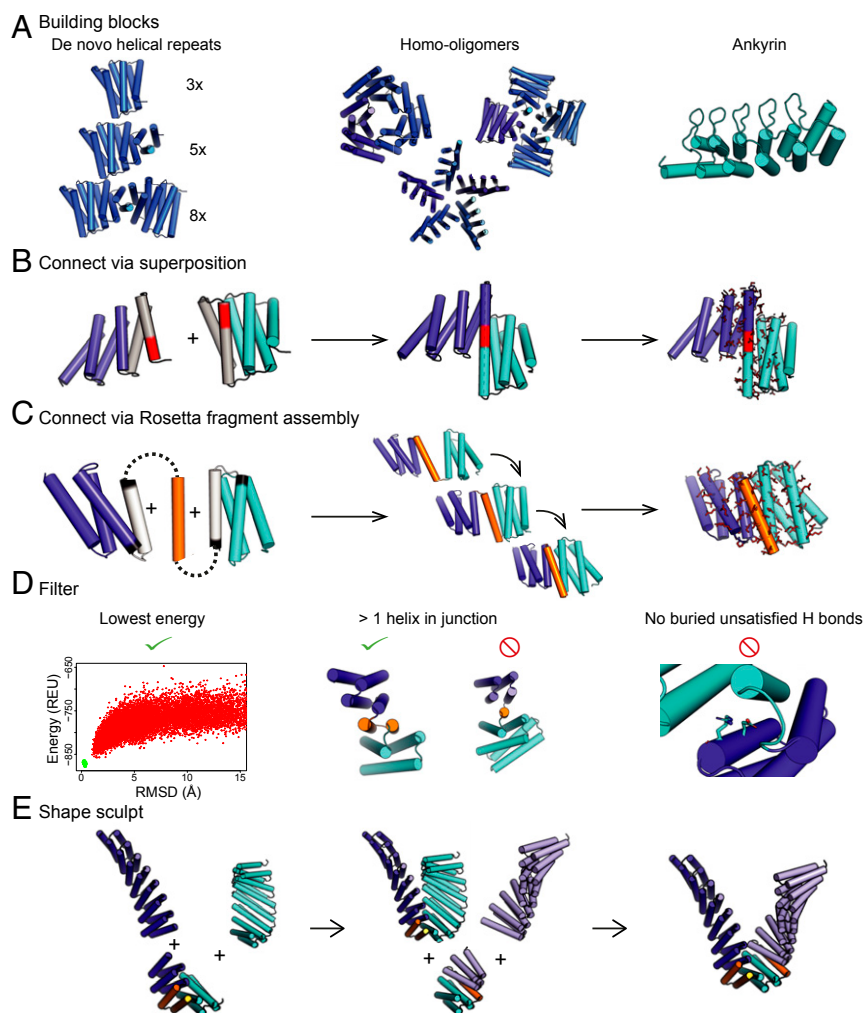 A Building blocks
De novo helical repeats
Homo-oligomers
Ankyrin
3x
5x
8x
B Connect via superposition
+
C Connect via Rosetta fragment assembly
+
+
D Filter
Lowest energy
> 1 helix in junction
No buried unsatisfied H bonds
Energy (REU)
−650
−750
−850
0
5
10
15
RMSD (Å)
E Shape sculpt
+
+
+
+